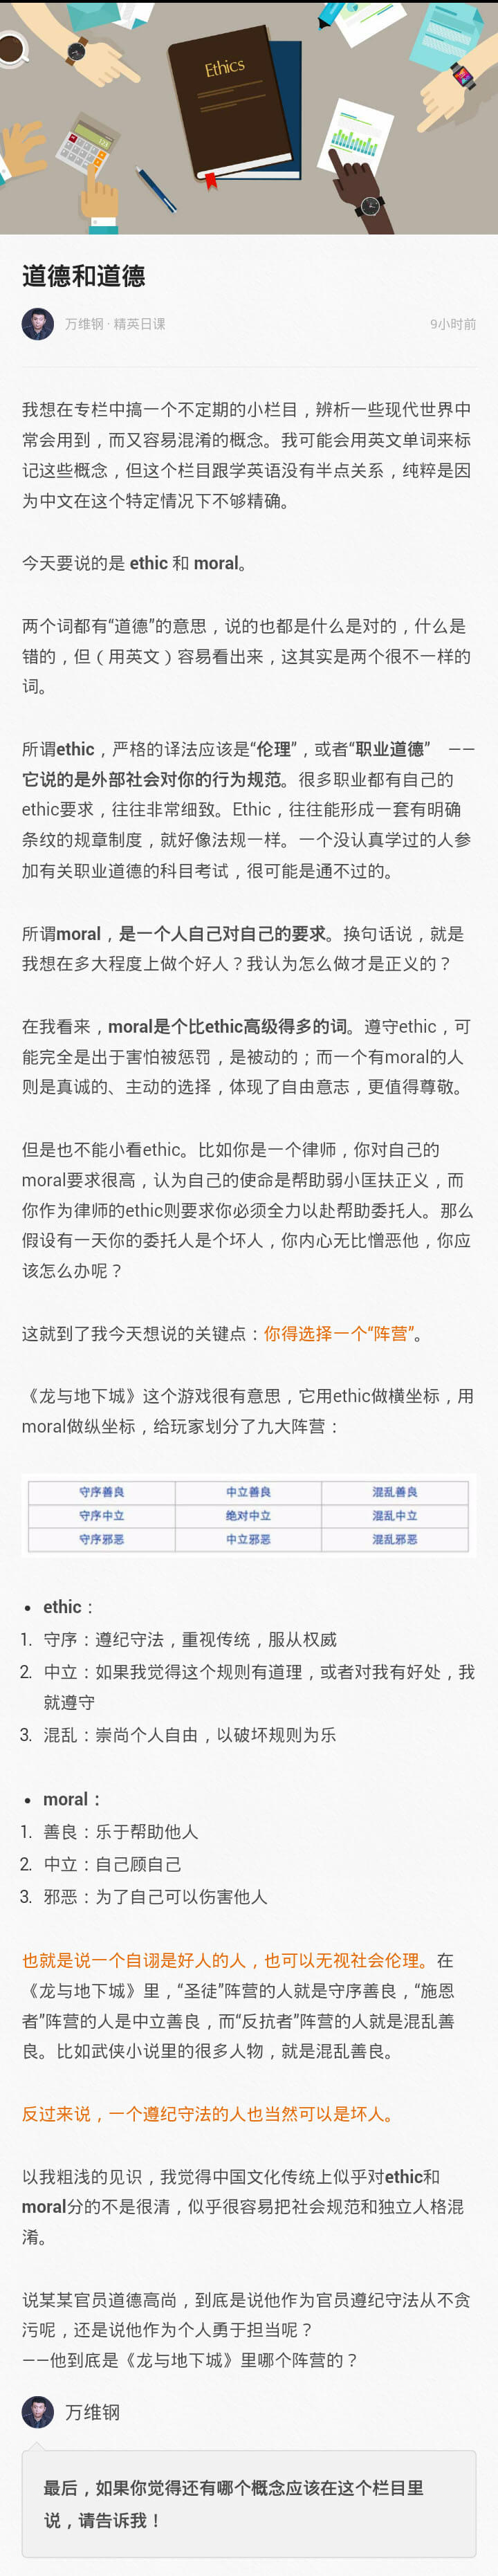 Ethics
道德和道德
万维钢 · 精英日课
9小时前
我想在专栏中搞一个不定期的小栏目，辨析一些现代世界中
常会用到，而又容易混淆的概念。我可能会用英文单词来标
记这些概念，但这个栏目跟学英语没有半点关系，纯粹是因
为中文在这个特定情况下不够精确。
今天要说的是 ethic 和 moral。
两个词都有“道德”的意思，说的也都是什么是对的，什么是
错的，但（用英文）容易看出来，这其实是两个很不一样的
词。
所谓ethic，严格的译法应该是“伦理”，或者“职业道德” ——
它说的是外部社会对你的行为规范。很多职业都有自己的
ethic要求，往往非常细致。Ethic，往往能形成一套有明确
条纹的规章制度，就好像法规一样。一个没认真学过的人参
加有关职业道德的科目考试，很可能是通不过的。
所谓moral，是一个人自己对自己的要求。换句话说，就是
我想在多大程度上做个好人？我认为怎么做才是正义的？
在我看来，moral是个比ethic高级得多的词。遵守ethic，可
能完全是出于害怕被惩罚，是被动的；而一个有moral的人
则是真诚的、主动的选择，体现了自由意志，更值得尊敬。
但是也不能小看ethic。比如你是一个律师，你对自己的
moral要求很高，认为自己的使命是帮助弱小匡扶正义，而
你作为律师的ethic则要求你必须全力以赴帮助委托人。那么
假设有一天你的委托人是个坏人，你内心无比憎恶他，你应
该怎么办呢？
这就到了我今天想说的关键点：你得选择一个“阵营”。
《龙与地下城》这个游戏很有意思，它用ethic做横坐标，用
moral做纵坐标，给玩家划分了九大阵营：
守序善良 中立善良 混乱善良
守序中立 绝对中立 混乱中立
守序邪恶 中立邪恶 混乱邪恶
• ethic：
1. 守序：遵纪守法，重视传统，服从权威
2. 中立：如果我觉得这个规则有道理，或者对我有好处，我
就遵守
3. 混乱：崇尚个人自由，以破坏规则为乐
• moral：
1. 善良：乐于帮助他人
2. 中立：自己顾自己
3. 邪恶：为了自己可以伤害他人
也就是说一个自诩是好人的人，也可以无视社会伦理。在
《龙与地下城》里，“圣徒”阵营的人就是守序善良，“施恩
者”阵营的人是中立善良，而“反抗者”阵营的人就是混乱善
良。比如武侠小说里的很多人物，就是混乱善良。
反过来说，一个遵纪守法的人也当然可以是坏人。
以我粗浅的见识，我觉得中国文化传统上似乎对ethic和
moral分的不是很清，似乎很容易把社会规范和独立人格混
淆。
说某某官员道德高尚，到底是说他作为官员遵纪守法从不贪
污呢，还是说他作为个人勇于担当呢？
——他到底是《龙与地下城》里哪个阵营的？
万维钢
最后，如果你觉得还有哪个概念应该在这个栏目里
说，请告诉我！